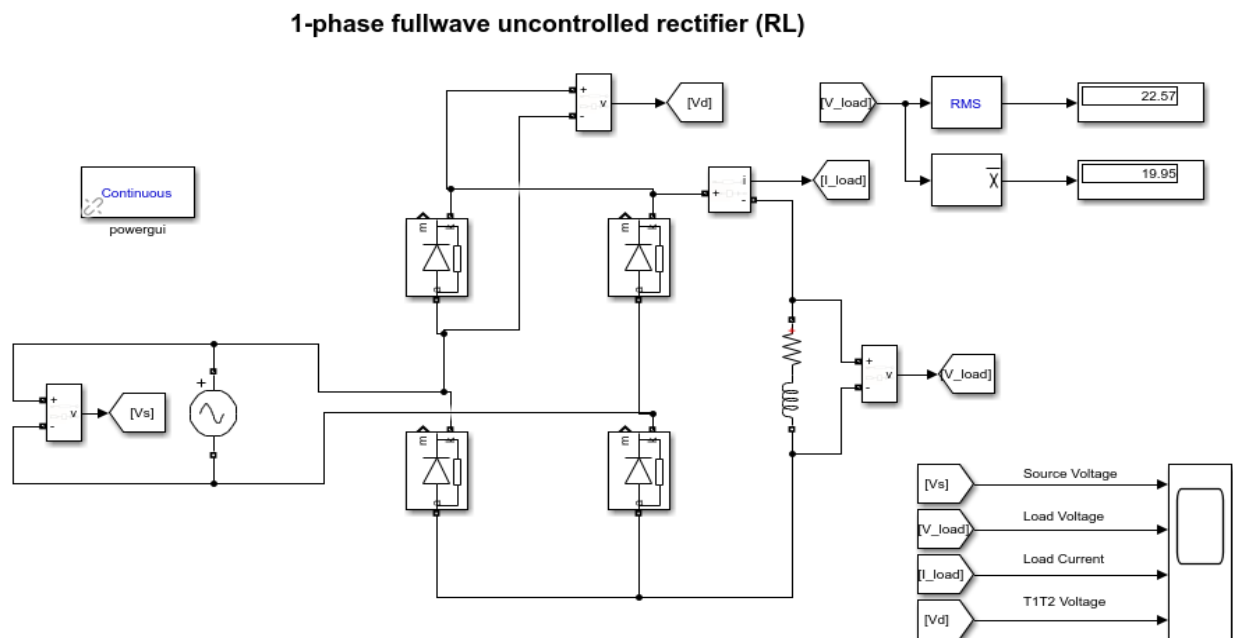 1-phase fullwave uncontrolled rectifier (RL)
+
v
-
[Vd]
[V_load]
RMS
22.57
X
19.95
Continuous
powergui
i
+
-
[I_load]
m
k
a
m
k
a
+
v
-
[Vs]
+
+
+
v
-
[V_load]
m
k
a
m
k
a
[Vs]
Source Voltage
[V_load]
Load Voltage
[I_load]
Load Current
[Vd]
T1T2 Voltage